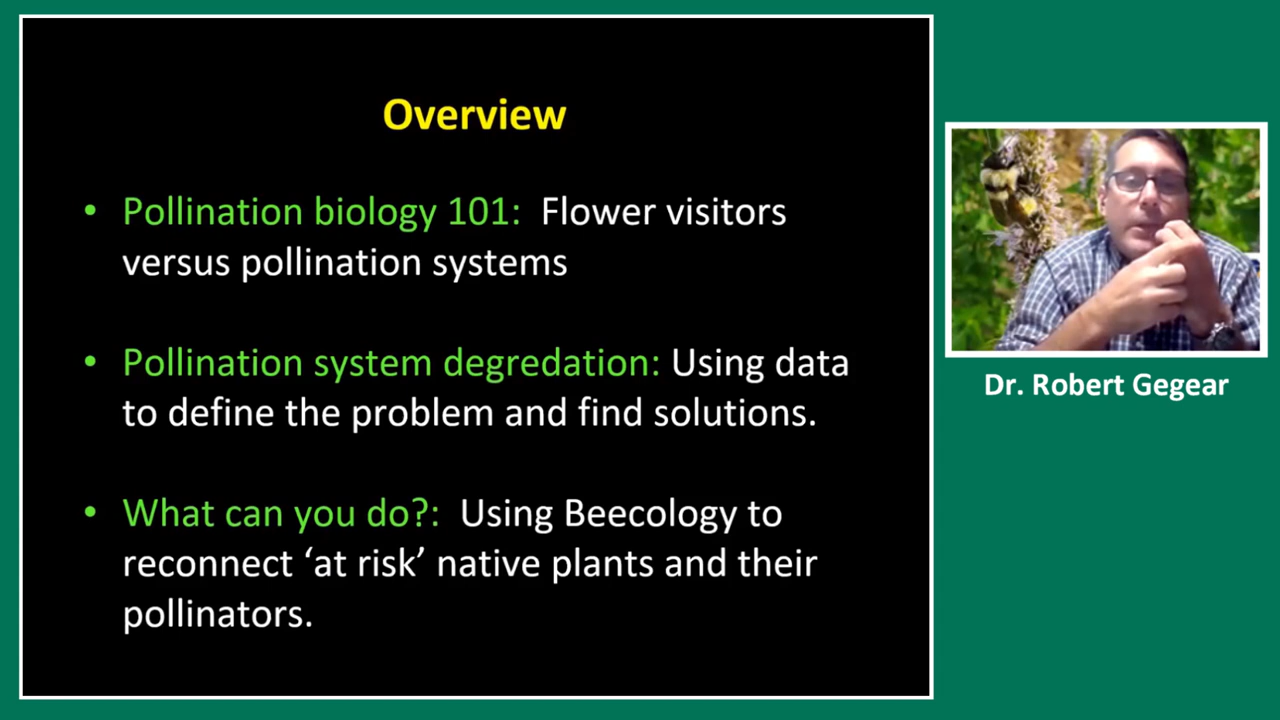 Overview
• Pollination biology 101: Flower visitors
versus pollination systems
• Pollination system degredation: Using data
to define the problem and find solutions.
• What can you do?: Using Beecology to
reconnect ‘at risk’ native plants and their
pollinators.
Dr. Robert Gegear